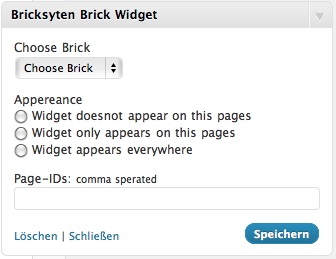 Bricksyten Brick Widget
Choose Brick
Choose Brick
Appereance
Widget doesnot appear on this pages
Widget only appears on this pages
Widget appears everywhere
Page-IDs: comma sperated
Löschen | Schließen
Speichern